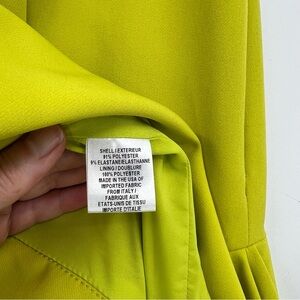 SHELL / EXTERIEUR
91% POLYESTER
9% ELASTANE/ELASTHANNE
LINING / DOUBLURE
100% POLYESTER
MADE IN THE USA OF
IMPORTED FABRIC
FROM ITALY /
FABRIQUE AUX
ETATS-UNIS DE TISSU
IMPORTE D'ITALIE